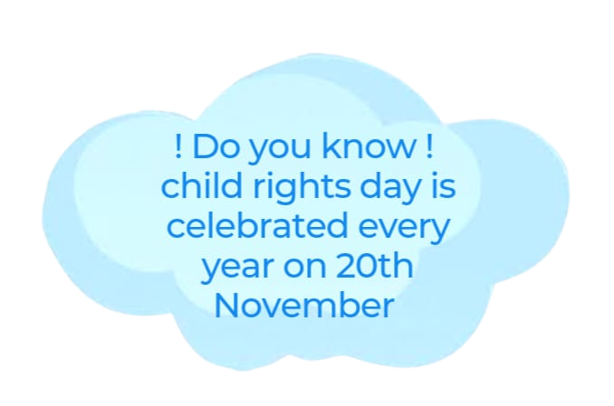 ! Do you know !
child rights day is
celebrated every
year on 20th
November